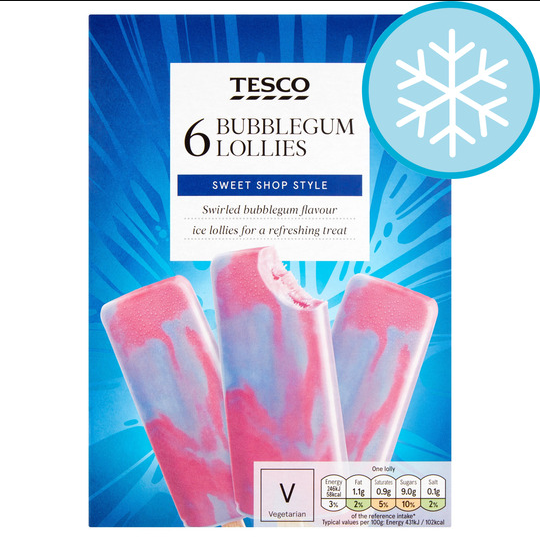 TESCO
6 BUBBLEGUM
LOLLIES
SWEET SHOP STYLE
Swirled bubblegum flavour
ice lollies for a refreshing treat
V
Vegetarian
One lolly
Energy Fat Saturates Sugars Salt
246kJ
58kcal 1.1g 0.9g 9.0g 0.1g
3% 2% 5% 10% 2%
of the reference intake*
Typical values per 100g: Energy 431kJ / 102kcal